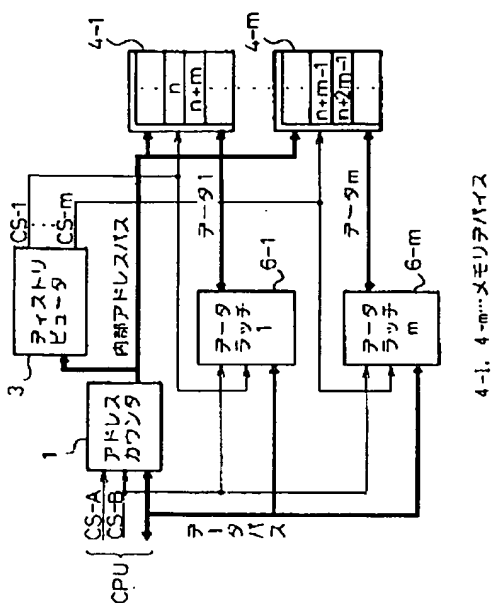 CPU
CS-A
CS-B
データバス
1
アドレス
カウンタ
3
ディストリ
ビュータ
CS-1
CS-m
内部アドレスバス
4-1
n
n+m
4-m
n+m-1
n+2m-1
データ1
データm
6-1
データ
ラッチ
1
6-m
データ
ラッチ
m
4-1, 4-m…メモリデバイス